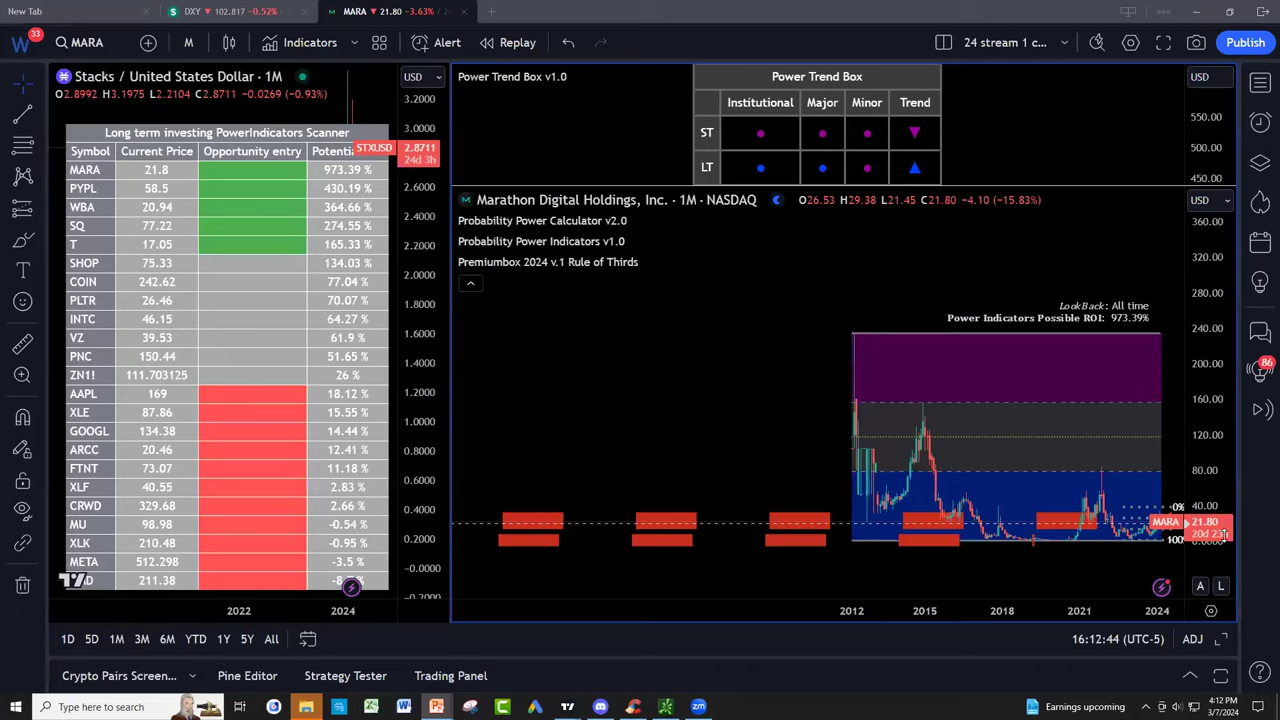 New Tab
DXY ▼ 102.817 −0.52%
MARA ▼ 21.80 −3.63%
33
MARA
M
Indicators
Alert
Replay
24 stream 1 c...
Publish
Stacks / United States Dollar · 1M
O2.8992 H3.1975 L2.2104 C2.8711 −0.0269 (−0.93%)
USD
3.2000
3.0000
STXUSD 2.8711
24d 3h
2.6000
2.4000
2.2000
2.0000
1.8000
1.6000
1.4000
1.2000
1.0000
0.8000
0.6000
0.4000
0.2000
-0.0000
-0.2000
Long term investing PowerIndicators Scanner
Symbol Current Price Opportunity entry Potenti
MARA 21.8 973.39 %
PYPL 58.5 430.19 %
WBA 20.94 364.66 %
SQ 77.22 274.55 %
T 17.05 165.33 %
SHOP 75.33 134.03 %
COIN 242.62 77.04 %
PLTR 26.46 70.07 %
INTC 46.15 64.27 %
VZ 39.53 61.9 %
PNC 150.44 51.65 %
ZN1! 111.703125 26 %
AAPL 169 18.12 %
XLE 87.86 15.55 %
GOOGL 134.38 14.44 %
ARCC 20.46 12.41 %
FTNT 73.07 11.18 %
XLF 40.55 2.83 %
CRWD 329.68 2.66 %
MU 98.98 -0.54 %
XLK 210.48 -0.95 %
META 512.298 -3.5 %
D 211.38 -8. %
2022 2024
Power Trend Box v1.0
Power Trend Box
Institutional Major Minor Trend
ST
LT
USD
550.00
500.00
450.00
Marathon Digital Holdings, Inc. · 1M · NASDAQ O26.53 H29.38 L21.45 C21.80 −4.10 (−15.83%)
Probability Power Calculator v2.0
Probability Power Indicators v1.0
Premiumbox 2024 v.1 Rule of Thirds
LookBack: All time
Power Indicators Possible ROI: 973.39%
USD
360.00
320.00
280.00
240.00
200.00
160.00
120.00
80.00
40.00
0%
MARA 21.80
20d 23
100
A L
2012 2015 2018 2021 2024
1D 5D 1M 3M 6M YTD 1Y 5Y All
16:12:44 (UTC-5) ADJ
Crypto Pairs Screen... Pine Editor Strategy Tester Trading Panel
86
Type here to search
Earnings upcoming
4:12 PM
3/7/2024